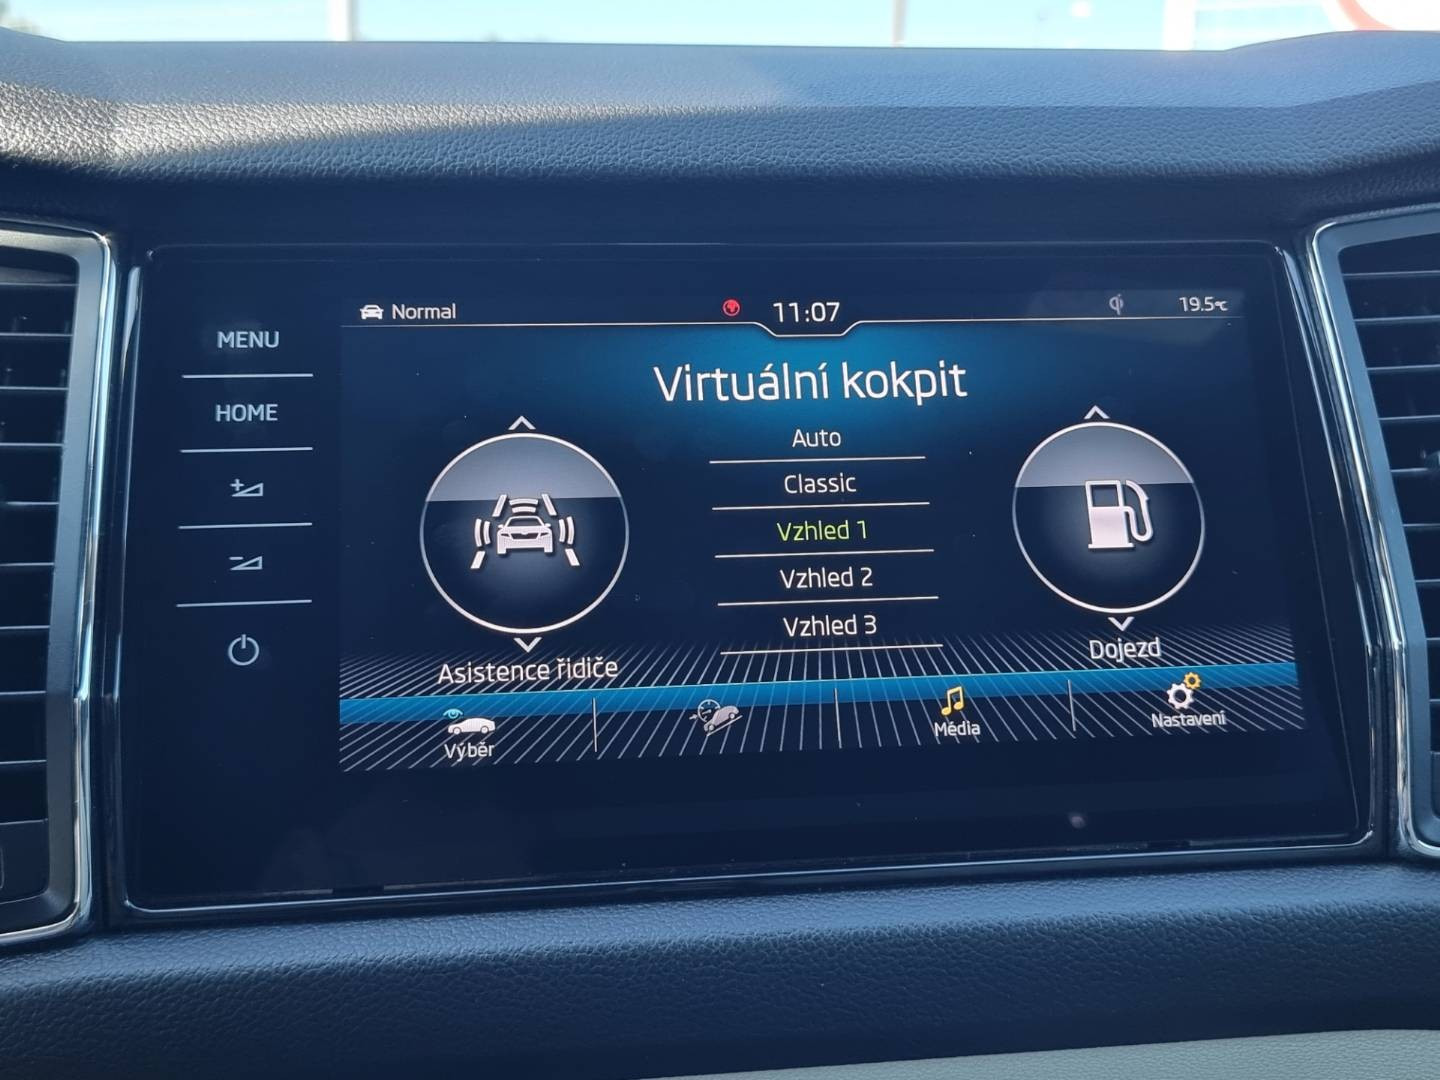 Normal
11:07
19.5°C
MENU
HOME
Virtuální kokpit
Auto
Classic
Vzhled 1
Vzhled 2
Vzhled 3
Asistence řidiče
Dojezd
Výběr
Média
Nastavení